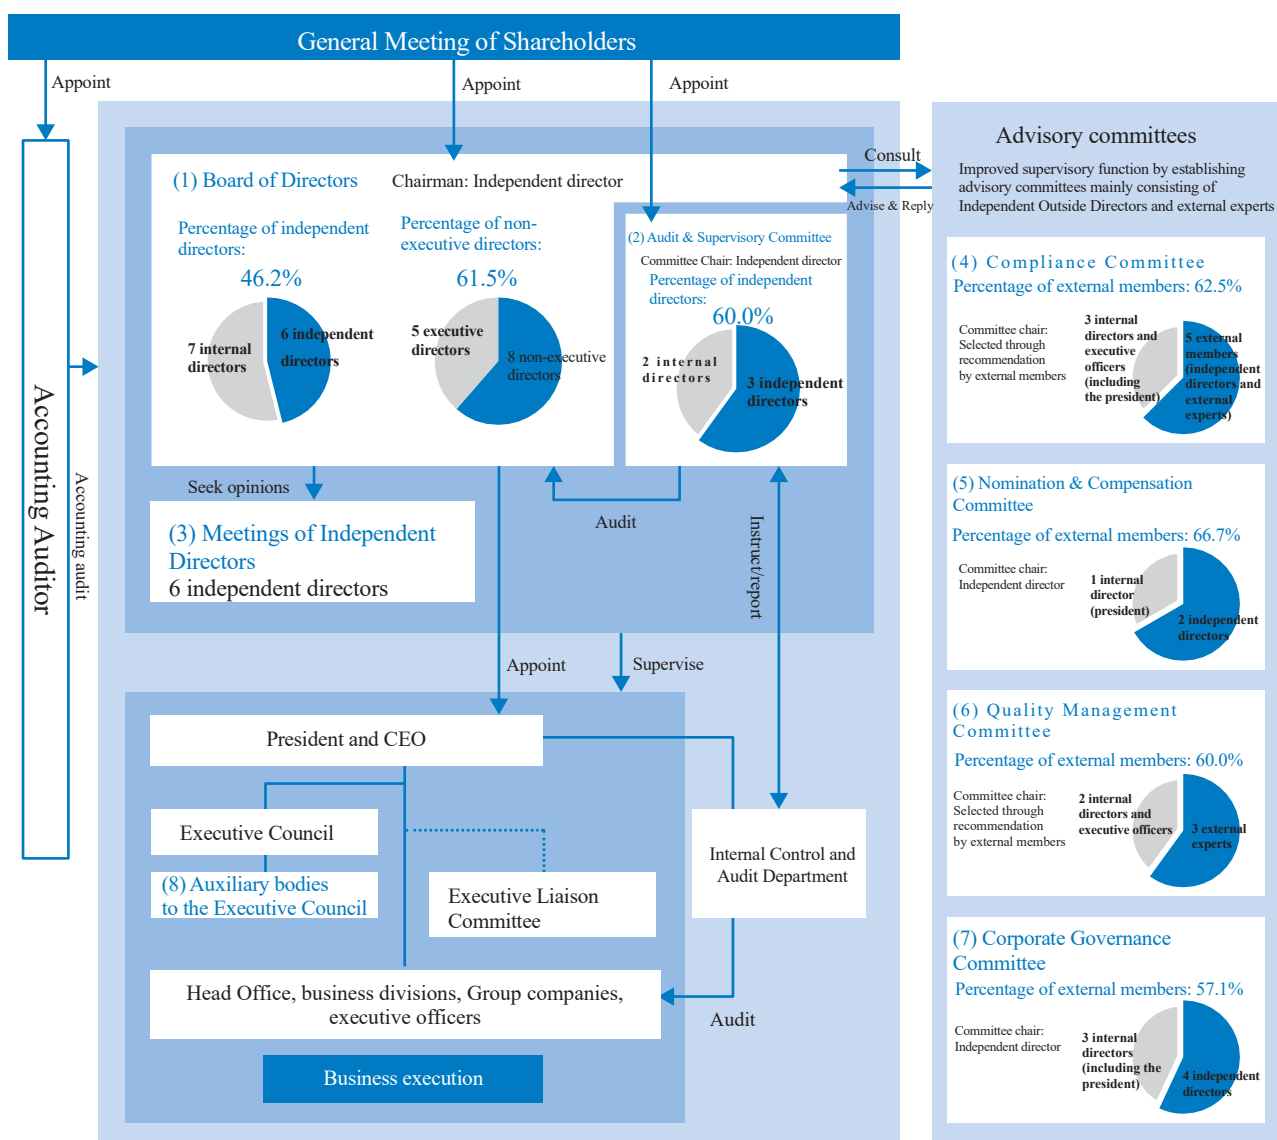 General Meeting of Shareholders
Appoint
Appoint
Appoint
Accounting Auditor
Accounting audit
(1) Board of Directors
Chairman: Independent director
Percentage of independent
directors:
46.2%
7 internal
directors
6 independent
directors
Percentage of non-
executive directors:
61.5%
5 executive
directors
8 non-executive
directors
(2) Audit & Supervisory Committee
Committee Chair: Independent director
Percentage of independent
directors:
60.0%
2 internal
directors
3 independent
directors
Consult
Advise & Reply
Seek opinions
(3) Meetings of Independent
Directors
6 independent directors
Audit
Instruct/report
Appoint
Supervise
President and CEO
Executive Council
(8) Auxiliary bodies
to the Executive Council
Executive Liaison
Committee
Internal Control and
Audit Department
Head Office, business divisions, Group companies,
executive officers
Audit
Business execution
Advisory committees
Improved supervisory function by establishing
advisory committees mainly consisting of
Independent Outside Directors and external experts
(4) Compliance Committee
Percentage of external members: 62.5%
Committee chair:
Selected through
recommendation
by external members
3 internal
directors and
executive
officers
(including
the president)
5 external
members
(independent
directors and
external
experts)
(5) Nomination & Compensation
Committee
Percentage of external members: 66.7%
Committee chair:
Independent director
1 internal
director
(president)
2 independent
directors
(6) Quality Management
Committee
Percentage of external members: 60.0%
Committee chair:
Selected through
recommendation
by external members
2 internal
directors and
executive officers
3 external
experts
(7) Corporate Governance
Committee
Percentage of external members: 57.1%
Committee chair:
Independent director
3 internal
directors
(including the
president)
4 independent
directors